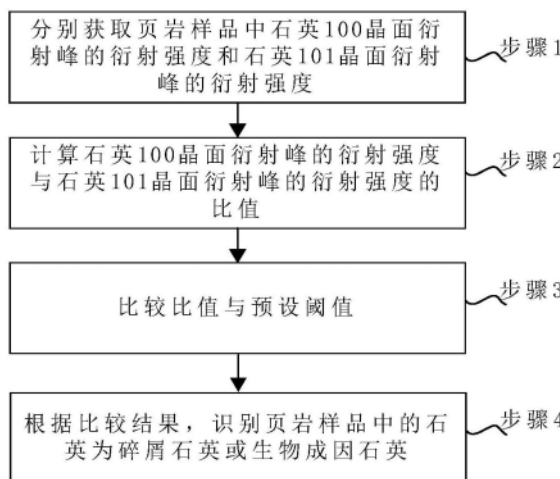 分别获取页岩样品中石英100晶面衍
射峰的衍射强度和石英101晶面衍射
峰的衍射强度
步骤1
计算石英100晶面衍射峰的衍射强度
与石英101晶面衍射峰的衍射强度的
比值
步骤2
比较比值与预设阈值
步骤3
根据比较结果，识别页岩样品中的石
英为碎屑石英或生物成因石英
步骤4